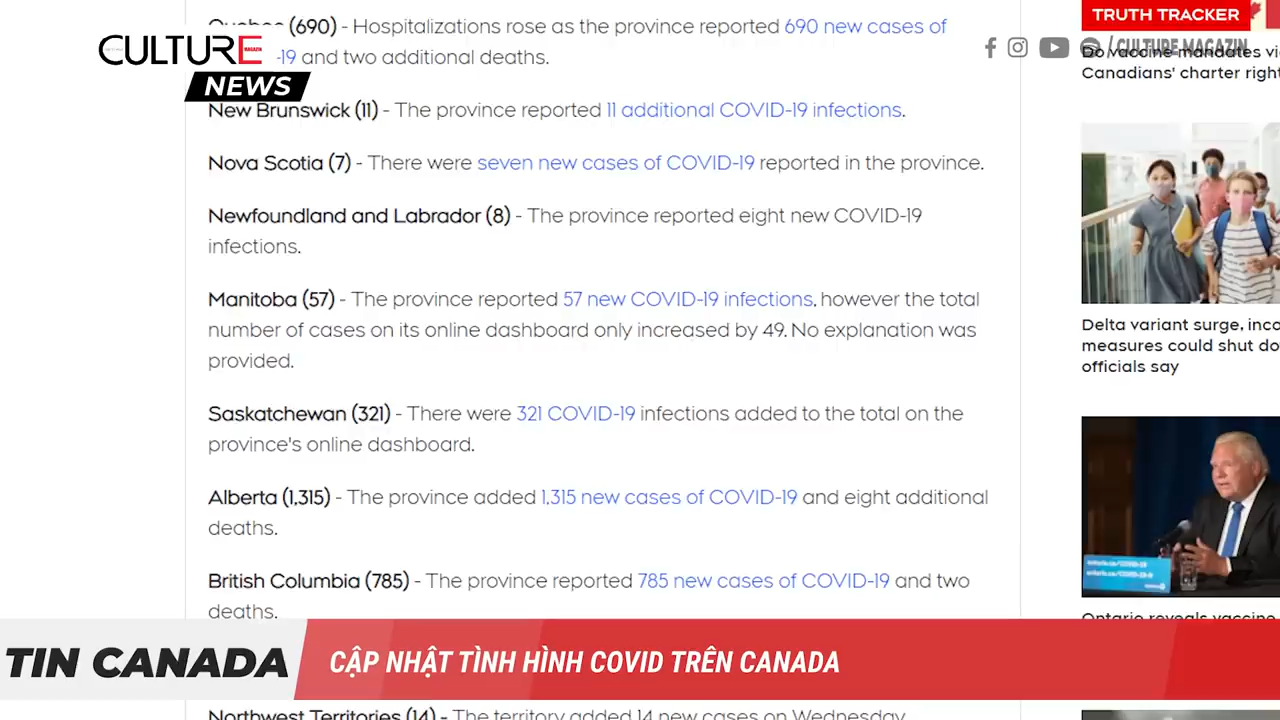 Quebec (690) - Hospitalizations rose as the province reported 690 new cases of
-19 and two additional deaths.
CULTURE
MAGAZIN
NEWS
/CULTURE MAGAZIN
New Brunswick (11) - The province reported 11 additional COVID-19 infections.
Nova Scotia (7) - There were seven new cases of COVID-19 reported in the province.
Newfoundland and Labrador (8) - The province reported eight new COVID-19
infections.
Manitoba (57) - The province reported 57 new COVID-19 infections, however the total
number of cases on its online dashboard only increased by 49. No explanation was
provided.
Saskatchewan (321) - There were 321 COVID-19 infections added to the total on the
province's online dashboard.
Alberta (1,315) - The province added 1,315 new cases of COVID-19 and eight additional
deaths.
British Columbia (785) - The province reported 785 new cases of COVID-19 and two
deaths.
Northwest Territories (14) - The territory added 14 new cases on Wednesday.
TRUTH TRACKER
Do vaccine mandates vi
Canadians' charter right
Delta variant surge, inco
measures could shut do
officials say
Ontario reveals vaccine
TIN CANADA
CẬP NHẬT TÌNH HÌNH COVID TRÊN CANADA